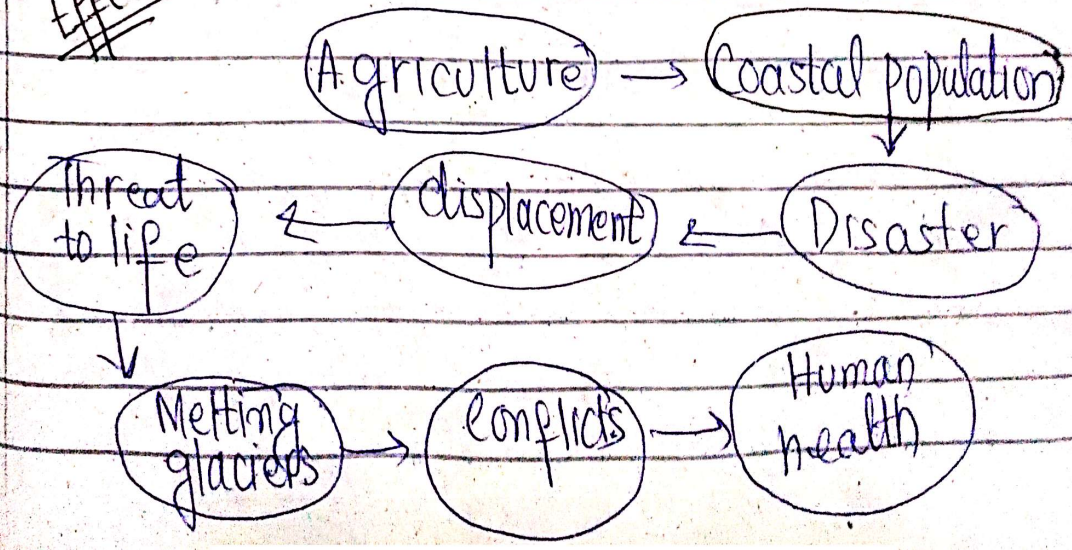 Agriculture → Coastal population
Threat ← displacement ← Disaster
to life
Melting → Conflicts → Human
glaciers health